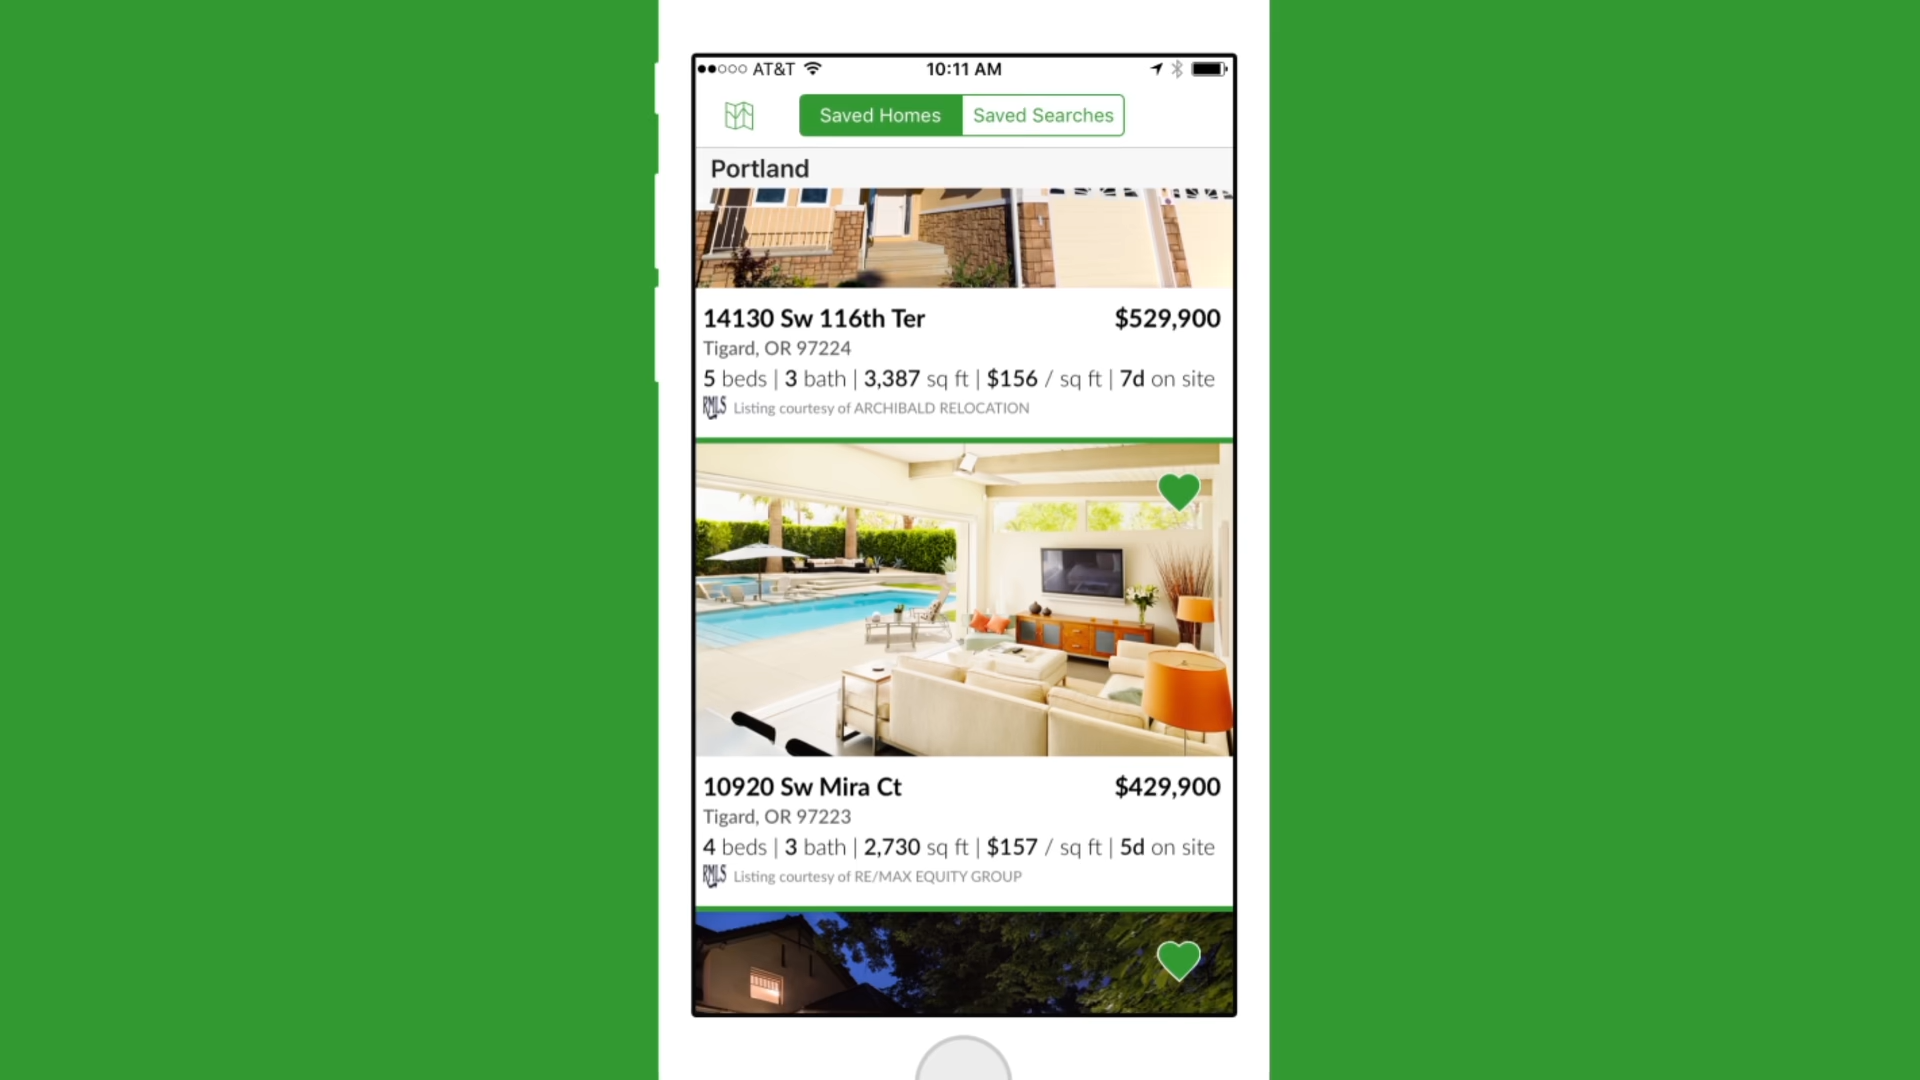 AT&T 10:11 AM
Saved Homes Saved Searches
Portland
14130 Sw 116th Ter $529,900
Tigard, OR 97224
5 beds | 3 bath | 3,387 sq ft | $156 / sq ft | 7d on site
RMLS Listing courtesy of ARCHIBALD RELOCATION
10920 Sw Mira Ct $429,900
Tigard, OR 97223
4 beds | 3 bath | 2,730 sq ft | $157 / sq ft | 5d on site
RMLS Listing courtesy of RE/MAX EQUITY GROUP